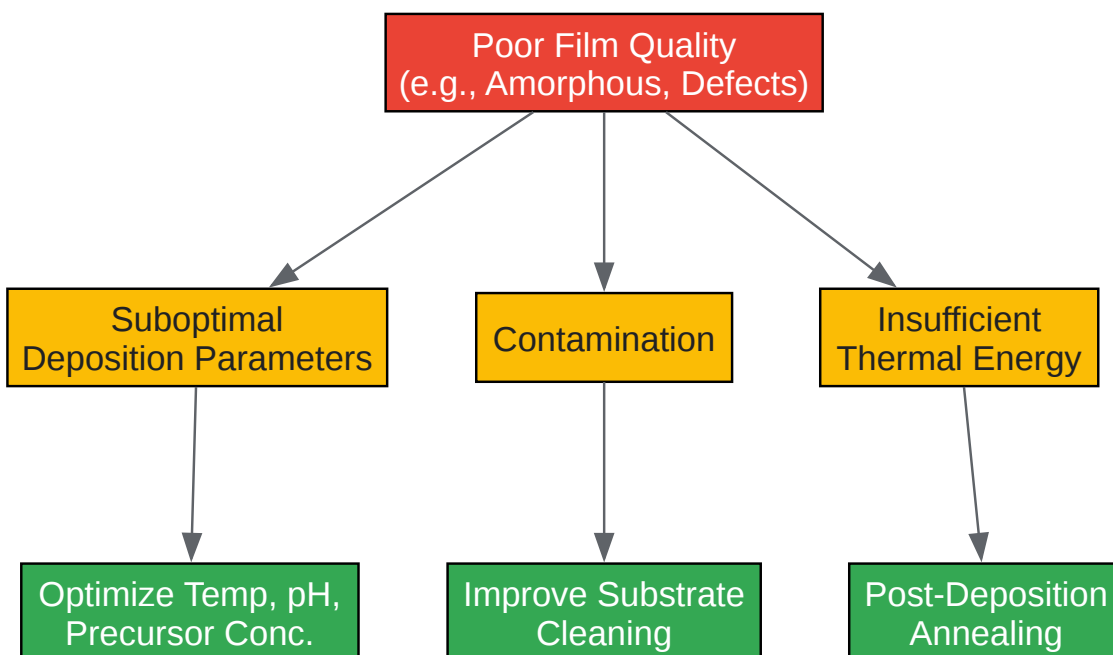 Poor Film Quality
(e.g., Amorphous, Defects)
Suboptimal
Deposition Parameters
Contamination
Insufficient
Thermal Energy
Optimize Temp, pH,
Precursor Conc.
Improve Substrate
Cleaning
Post-Deposition
Annealing